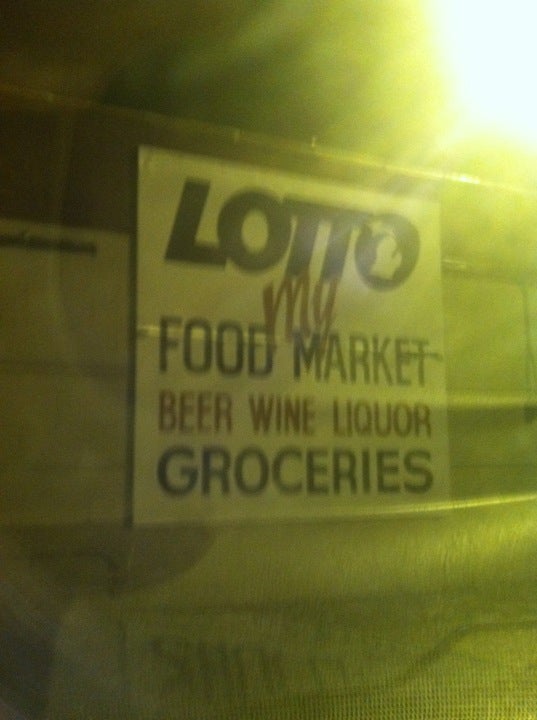 LOTTO
my
FOOD MARKET
BEER WINE LIQUOR
GROCERIES